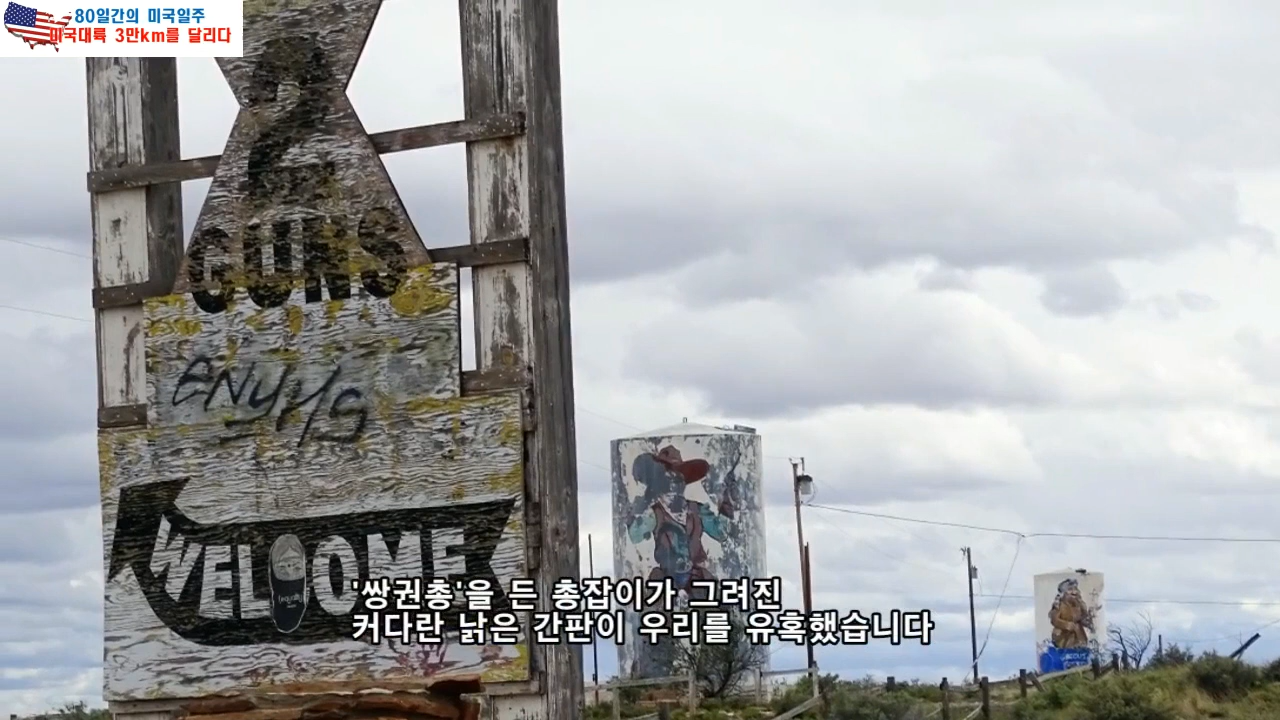 80일간의 미국일주
미국대륙 3만km를 달리다
GUNS
WELCOME
'쌍권총'을 든 총잡이가 그려진
커다란 낡은 간판이 우리를 유혹했습니다